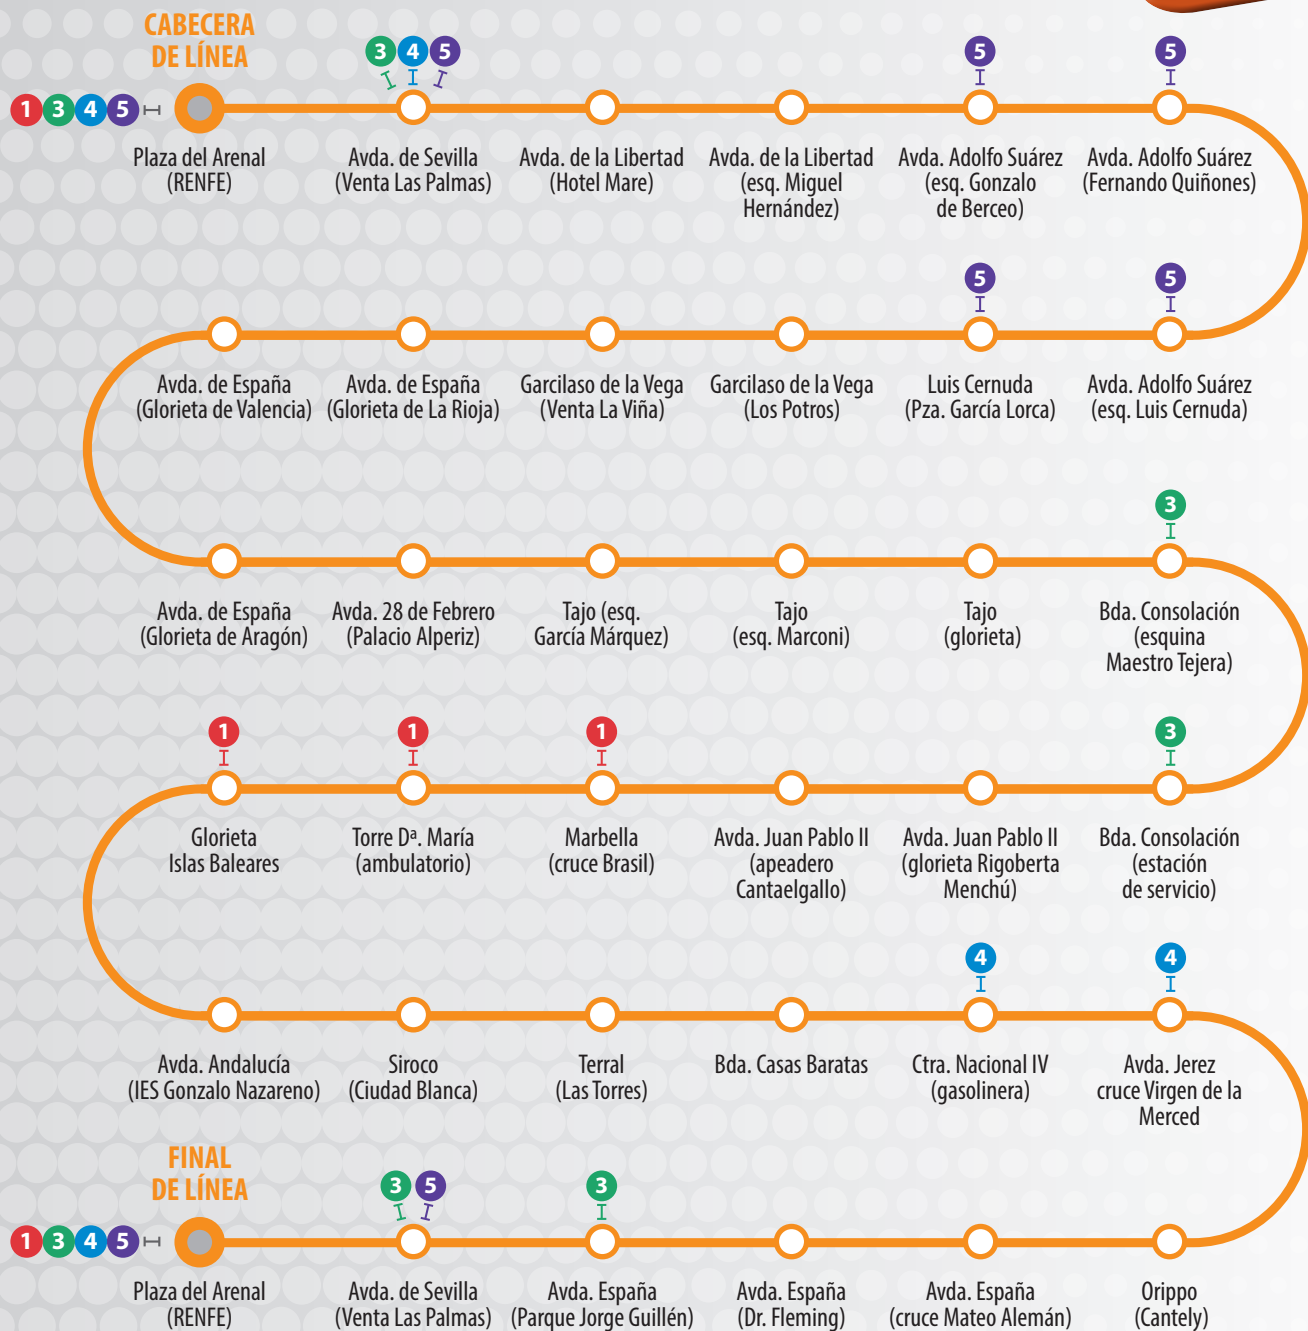 CABECERA
DE LÍNEA
3 4 5
5
5
1 3 4 5
Plaza del Arenal
(RENFE)
Avda. de Sevilla
(Venta Las Palmas)
Avda. de la Libertad
(Hotel Mare)
Avda. de la Libertad
(esq. Miguel
Hernández)
Avda. Adolfo Suárez
(esq. Gonzalo
de Berceo)
Avda. Adolfo Suárez
(Fernando Quiñones)
5
5
Avda. de España
(Glorieta de Valencia)
Avda. de España
(Glorieta de La Rioja)
Garcilaso de la Vega
(Venta La Viña)
Garcilaso de la Vega
(Los Potros)
Luis Cernuda
(Pza. García Lorca)
Avda. Adolfo Suárez
(esq. Luis Cernuda)
3
Avda. de España
(Glorieta de Aragón)
Avda. 28 de Febrero
(Palacio Alperiz)
Tajo (esq.
García Márquez)
Tajo
(esq. Marconi)
Tajo
(glorieta)
Bda. Consolación
(esquina
Maestro Tejera)
1
1
1
3
Glorieta
Islas Baleares
Torre Dª. María
(ambulatorio)
Marbella
(cruce Brasil)
Avda. Juan Pablo II
(apeadero
Cantaelgallo)
Avda. Juan Pablo II
(glorieta Rigoberta
Menchú)
Bda. Consolación
(estación
de servicio)
4
4
Avda. Andalucía
(IES Gonzalo Nazareno)
Siroco
(Ciudad Blanca)
Terral
(Las Torres)
Bda. Casas Baratas
Ctra. Nacional IV
(gasolinera)
Avda. Jerez
cruce Virgen de la
Merced
FINAL
DE LÍNEA
3 5
3
1 3 4 5
Plaza del Arenal
(RENFE)
Avda. de Sevilla
(Venta Las Palmas)
Avda. España
(Parque Jorge Guillén)
Avda. España
(Dr. Fleming)
Avda. España
(cruce Mateo Alemán)
Orippo
(Cantely)